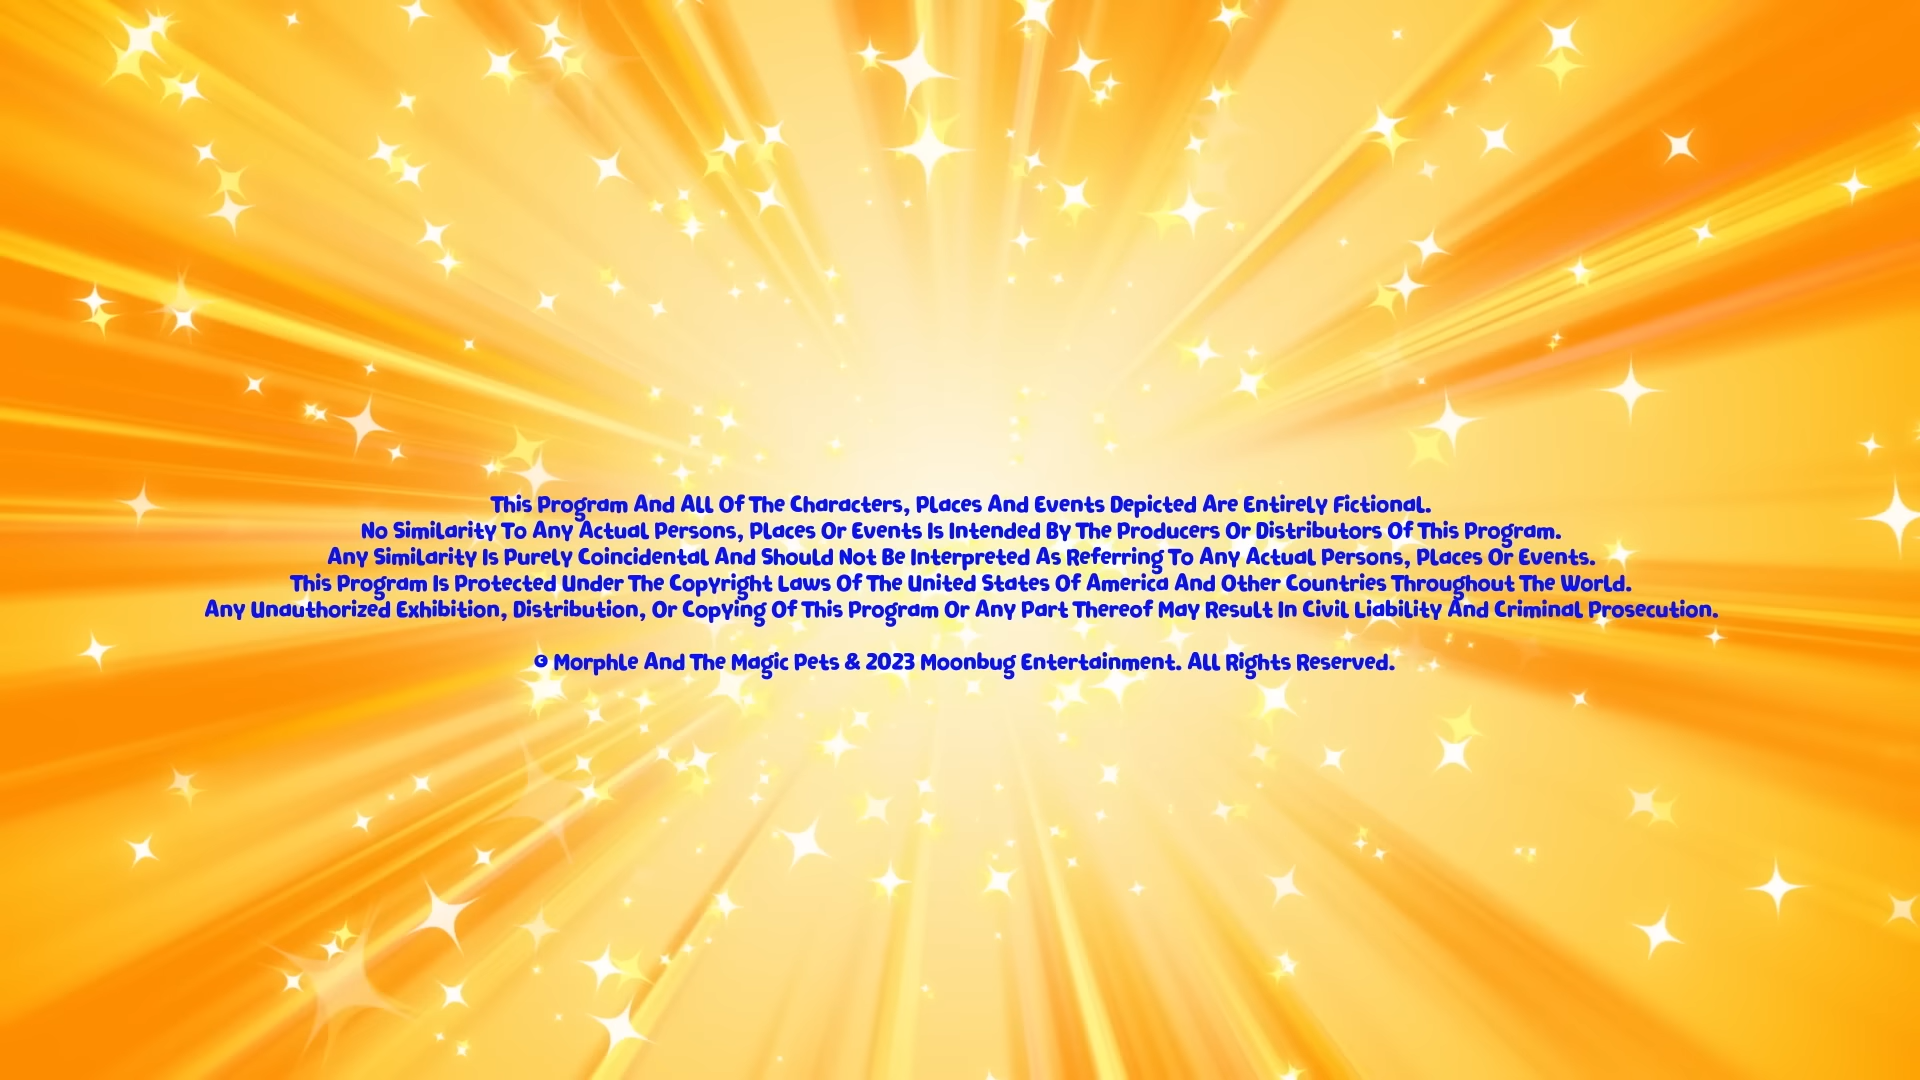 This Program And All Of The Characters, Places And Events Depicted Are Entirely Fictional.
No Similarity To Any Actual Persons, Places Or Events Is Intended By The Producers Or Distributors Of This Program.
Any Similarity Is Purely Coincidental And Should Not Be Interpreted As Referring To Any Actual Persons, Places Or Events.
This Program Is Protected Under The Copyright Laws Of The United States Of America And Other Countries Throughout The World.
Any Unauthorized Exhibition, Distribution, Or Copying Of This Program Or Any Part Thereof May Result In Civil Liability And Criminal Prosecution.
© Morphle And The Magic Pets & 2023 Moonbug Entertainment. All Rights Reserved.